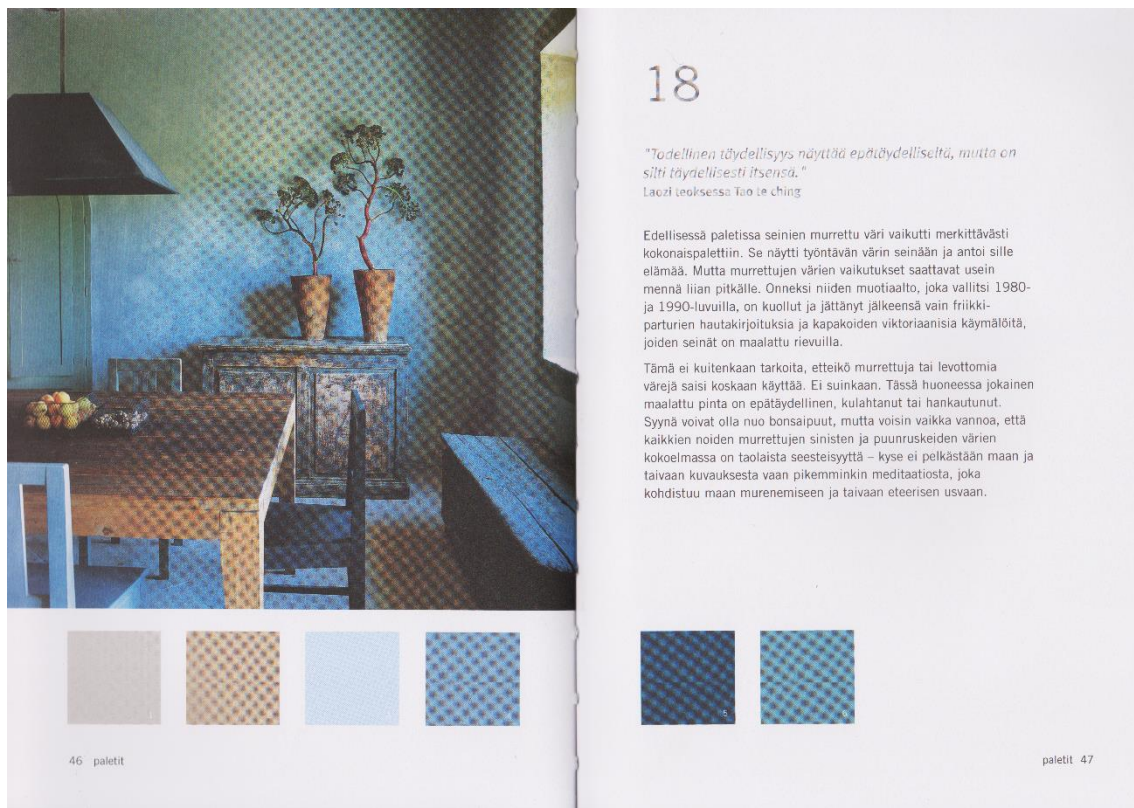 18
"Todellinen täydellisyys näyttää epätäydelliseltä, mutta on
silti täydellisesti itsensä."
Laozi teoksessa Tao te ching
Edellisessä paletissa seinien murrettu väri vaikutti merkittävästi
kokonaispalettiin. Se näytti työntävän värin seinään ja antoi sille
elämää. Mutta murrettujen värien vaikutukset saattavat usein
mennä liian pitkälle. Onneksi niiden muotiaalto, joka vallitsi 1980-
ja 1990-luvuilla, on kuollut ja jättänyt jälkeensä vain friikki-
parturien hautakirjoituksia ja kapakoiden viktoriaanisia käymälöitä,
joiden seinät on maalattu rievuilla.
Tämä ei kuitenkaan tarkoita, etteikö murrettuja tai levottomia
värejä saisi koskaan käyttää. Ei suinkaan. Tässä huoneessa jokainen
maalattu pinta on epätäydellinen, kulahtanut tai hankautunut.
Syynä voivat olla nuo bonsaipuut, mutta voisin vaikka vannoa, että
kaikkien noiden murrettujen sinisten ja puunruskeiden värien
kokoelmassa on taolaista seesteisyyttä – kyse ei pelkästään maan ja
taivaan kuvauksesta vaan pikemminkin meditaatiosta, joka
kohdistuu maan murenemiseen ja taivaan eteerisen usvaan.
5
6
46 paletit
paletit 47